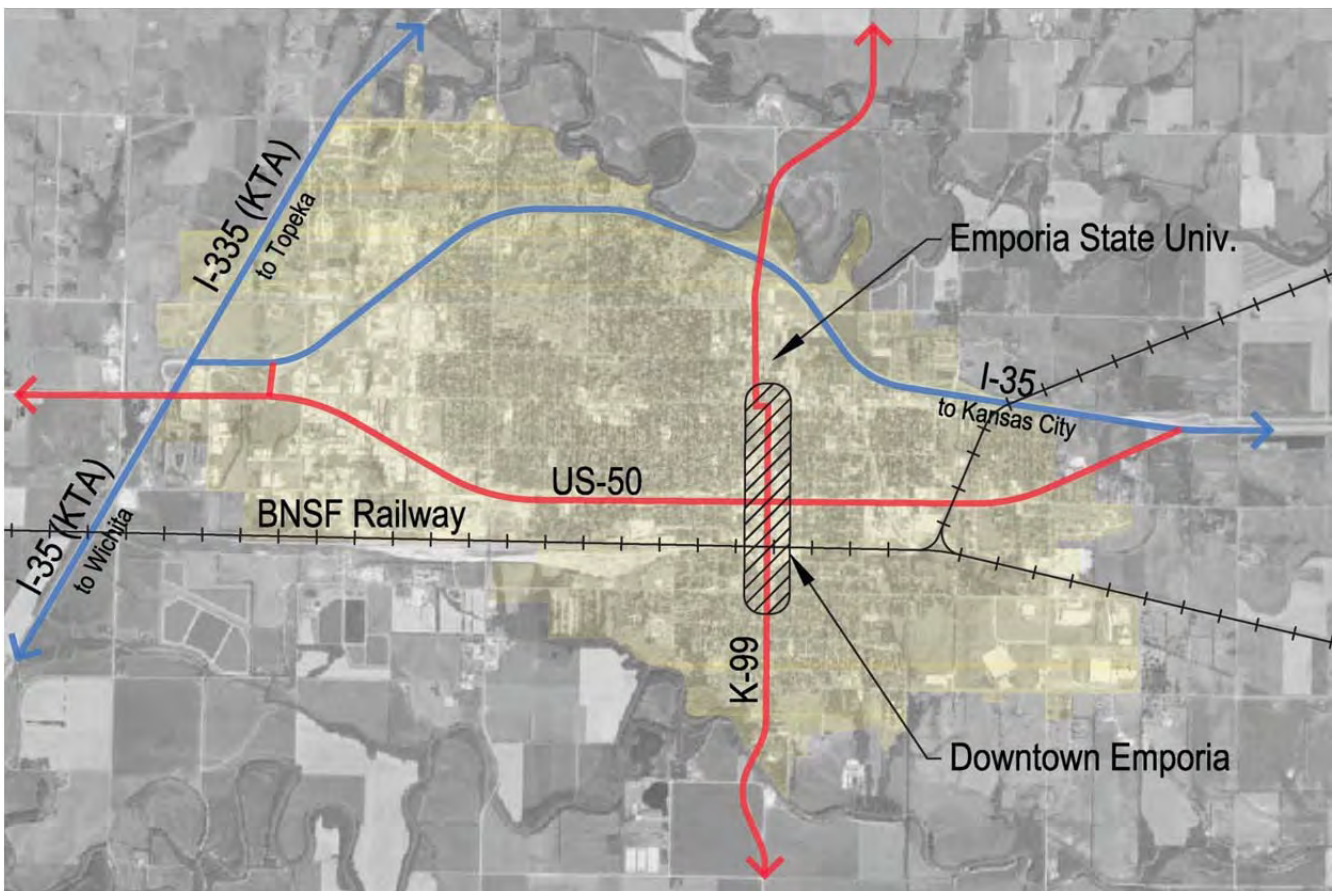 I-335 (KTA)
to Topeka
Emporia State Univ.
I-35
to Kansas City
US-50
BNSF Railway
I-35 (KTA)
to Wichita
K-99
Downtown Emporia